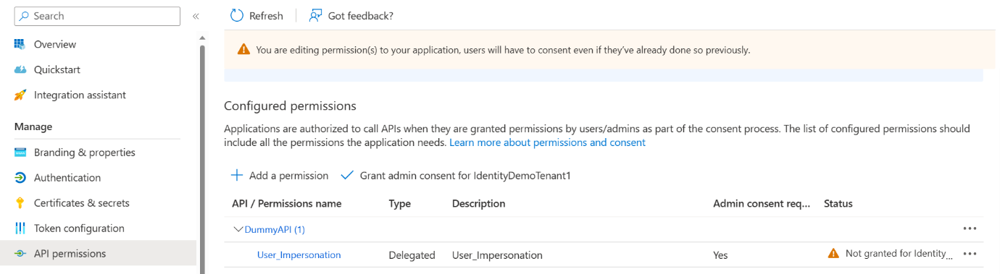 Search
«
Overview
Quickstart
Integration assistant
Manage
Branding & properties
Authentication
Certificates & secrets
Token configuration
API permissions
Refresh
Got feedback?
You are editing permission(s) to your application, users will have to consent even if they've already done so previously.
Configured permissions
Applications are authorized to call APIs when they are granted permissions by users/admins as part of the consent process. The list of configured permissions should
include all the permissions the application needs. Learn more about permissions and consent
Add a permission
Grant admin consent for IdentityDemoTenant1
API / Permissions name Type Description Admin consent req... Status
DummyAPI (1)
User_Impersonation Delegated User_Impersonation Yes Not granted for Identity...